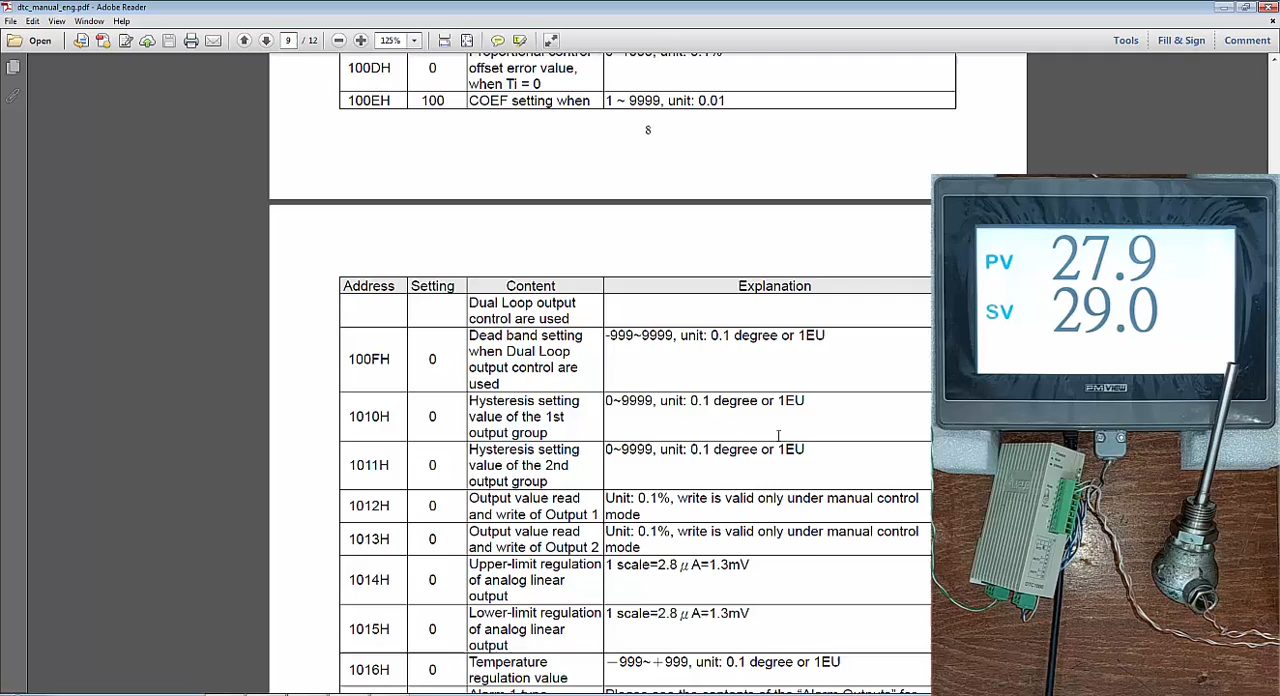 dtc_manual_eng.pdf - Adobe Reader
File Edit View Window Help
Open 9 / 12 125% Tools Fill & Sign Comment
100DH 0 offset error value,
when Ti = 0
100EH 100 COEF setting when 1 ~ 9999, unit: 0.01
8
Address Setting Content Explanation
Dual Loop output
control are used
100FH 0 Dead band setting -999~9999, unit: 0.1 degree or 1EU
when Dual Loop
output control are
used
1010H 0 Hysteresis setting 0~9999, unit: 0.1 degree or 1EU
value of the 1st
output group
1011H 0 Hysteresis setting 0~9999, unit: 0.1 degree or 1EU
value of the 2nd
output group
1012H 0 Output value read Unit: 0.1%, write is valid only under manual control
and write of Output 1 mode
1013H 0 Output value read Unit: 0.1%, write is valid only under manual control
and write of Output 2 mode
1014H 0 Upper-limit regulation 1 scale=2.8μA=1.3mV
of analog linear
output
1015H 0 Lower-limit regulation 1 scale=2.8μA=1.3mV
of analog linear
output
1016H 0 Temperature －999~＋999, unit: 0.1 degree or 1EU
regulation value
PV 27.9
SV 29.0